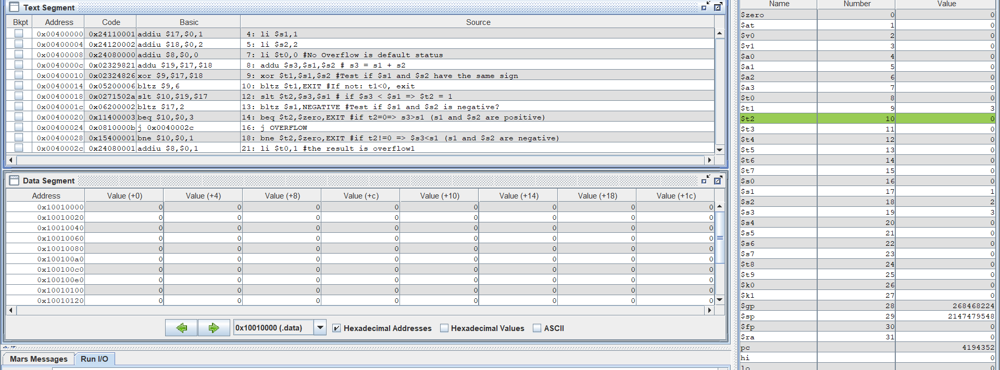 Text Segment
Bkpt Address Code Basic Source
0x00400000 0x24110001 addiu $17,$0,1 4: li $s1,1
0x00400004 0x24120002 addiu $18,$0,2 5: li $s2,2
0x00400008 0x24080000 addiu $8,$0,0 7: li $t0,0 #No Overflow is default status
0x0040000c 0x02329821 addu $19,$17,$18 8: addu $s3,$s1,$s2 # s3 = s1 + s2
0x00400010 0x02324826 xor $9,$17,$18 9: xor $t1,$s1,$s2 #Test if $s1 and $s2 have the same sign
0x00400014 0x05200006 bltz $9,6 10: bltz $t1,EXIT #If not: t1<0, exit
0x00400018 0x0271502a slt $10,$19,$17 12: slt $t2,$s3,$s1 # if $s3 < $s1 => $t2 = 1
0x0040001c 0x06200002 bltz $17,2 13: bltz $s1,NEGATIVE #Test if $s1 and $s2 is negative?
0x00400020 0x11400003 beq $10,$0,3 14: beq $t2,$zero,EXIT #if t2=0=> s3>s1 (s1 and $s2 are positive)
0x00400024 0x0810000b j 0x0040002c 16: j OVERFLOW
0x00400028 0x15400001 bne $10,$0,1 18: bne $t2,$zero,EXIT #if t2!=0 => $s3<s1 (s1 and $s2 are negative)
0x0040002c 0x24080001 addiu $8,$0,1 21: li $t0,1 #the result is overflow1
Data Segment
Address Value (+0) Value (+4) Value (+8) Value (+c) Value (+10) Value (+14) Value (+18) Value (+1c)
0x10010000 0 0 0 0 0 0 0 0
0x10010020 0 0 0 0 0 0 0 0
0x10010040 0 0 0 0 0 0 0 0
0x10010060 0 0 0 0 0 0 0 0
0x10010080 0 0 0 0 0 0 0 0
0x100100a0 0 0 0 0 0 0 0 0
0x100100c0 0 0 0 0 0 0 0 0
0x100100e0 0 0 0 0 0 0 0 0
0x10010100 0 0 0 0 0 0 0 0
0x10010120 0 0 0 0 0 0 0 0
0x10010000 (.data) Hexadecimal Addresses Hexadecimal Values ASCII
Mars Messages Run I/O
Name Number Value
$zero 0 0
$at 1 0
$v0 2 0
$v1 3 0
$a0 4 0
$a1 5 0
$a2 6 0
$a3 7 0
$t0 8 0
$t1 9 3
$t2 10 0
$t3 11 0
$t4 12 0
$t5 13 0
$t6 14 0
$t7 15 0
$s0 16 0
$s1 17 1
$s2 18 2
$s3 19 3
$s4 20 0
$s5 21 0
$s6 22 0
$s7 23 0
$t8 24 0
$t9 25 0
$k0 26 0
$k1 27 0
$gp 28 268468224
$sp 29 2147479548
$fp 30 0
$ra 31 0
pc 4194352
hi 0
lo 0